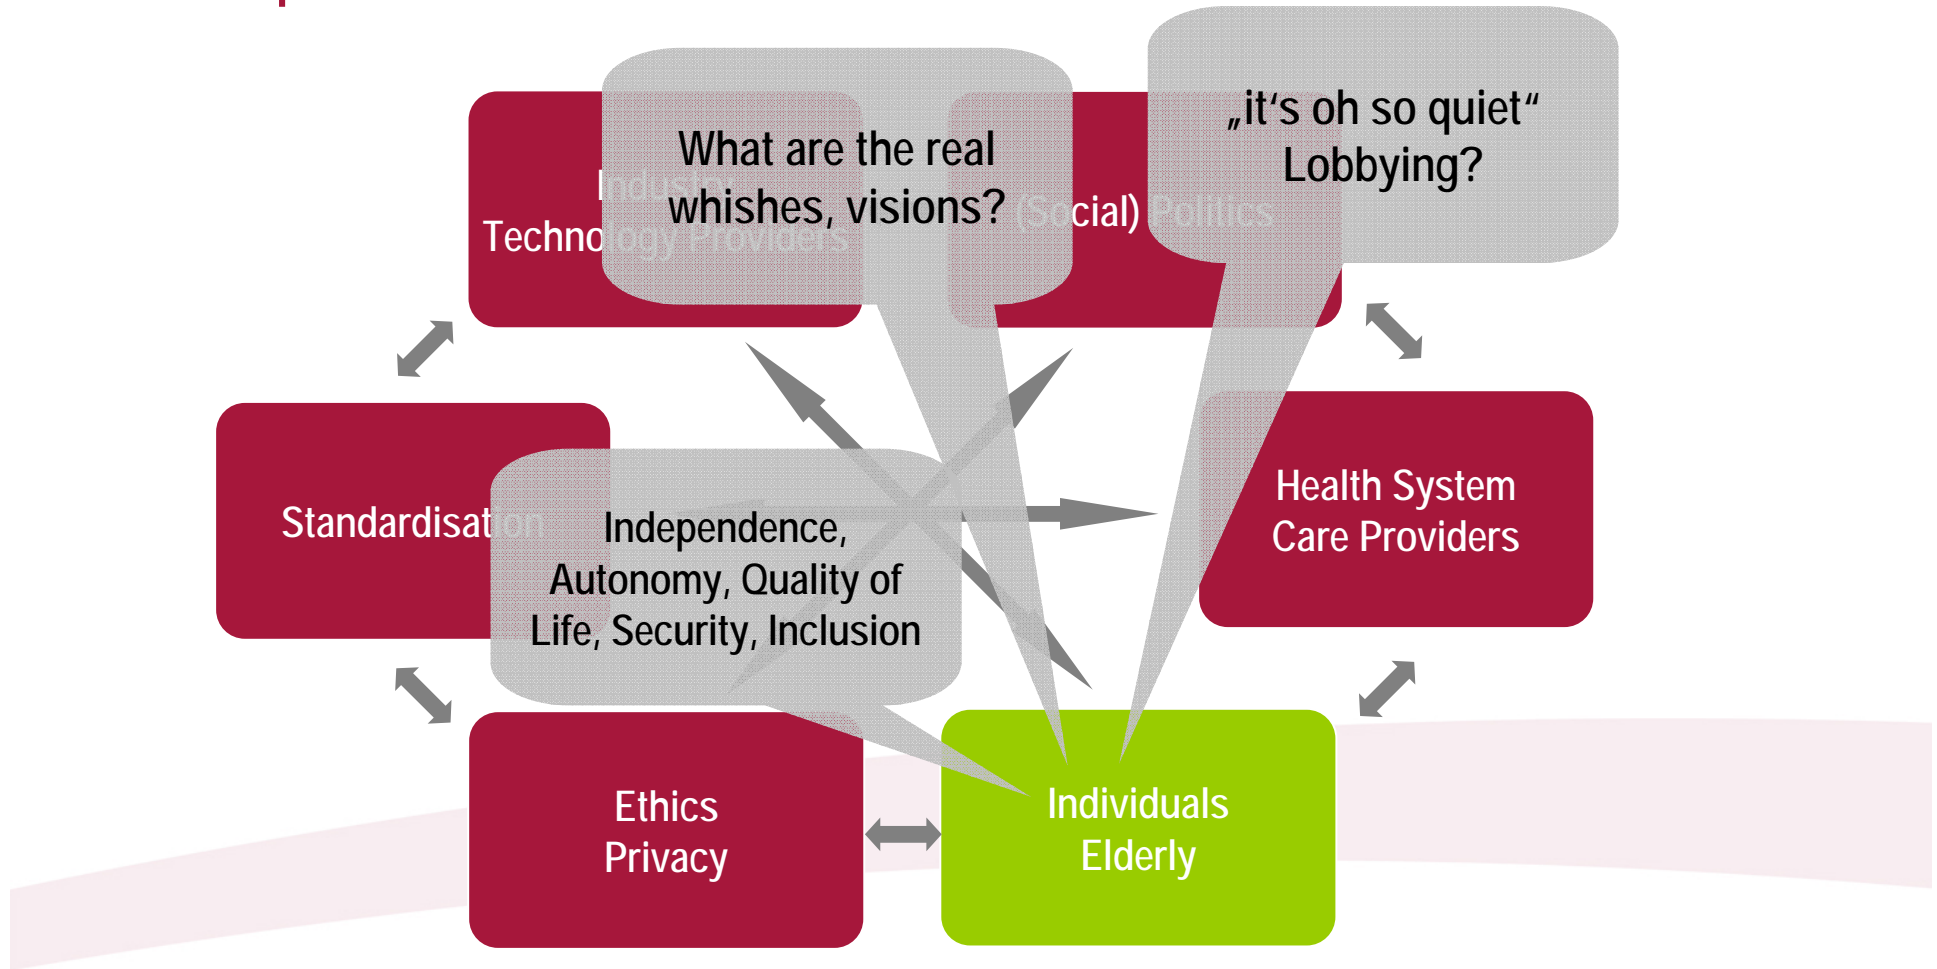 „it's oh so quiet“
Lobbying?
What are the real
whishes, visions?
Industry
Technology Providers
(Social) Politics
Standardisation
Independence,
Autonomy, Quality of
Life, Security, Inclusion
Health System
Care Providers
Ethics
Privacy
Individuals
Elderly